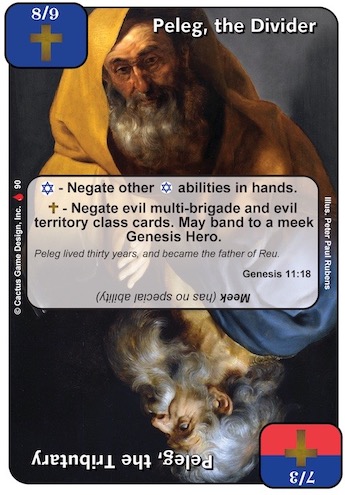 8/9
Peleg, the Divider
✡ - Negate other ✡ abilities in hands.
✝ - Negate evil multi-brigade and evil
territory class cards. May band to a meek
Genesis Hero.
Peleg lived thirty years, and became the father of Reu.
Genesis 11:18
Meek (has no special ability)
© Cactus Game Design, Inc. 90
Illus. Peter Paul Rubens
Peleg, the Tributary
7/3